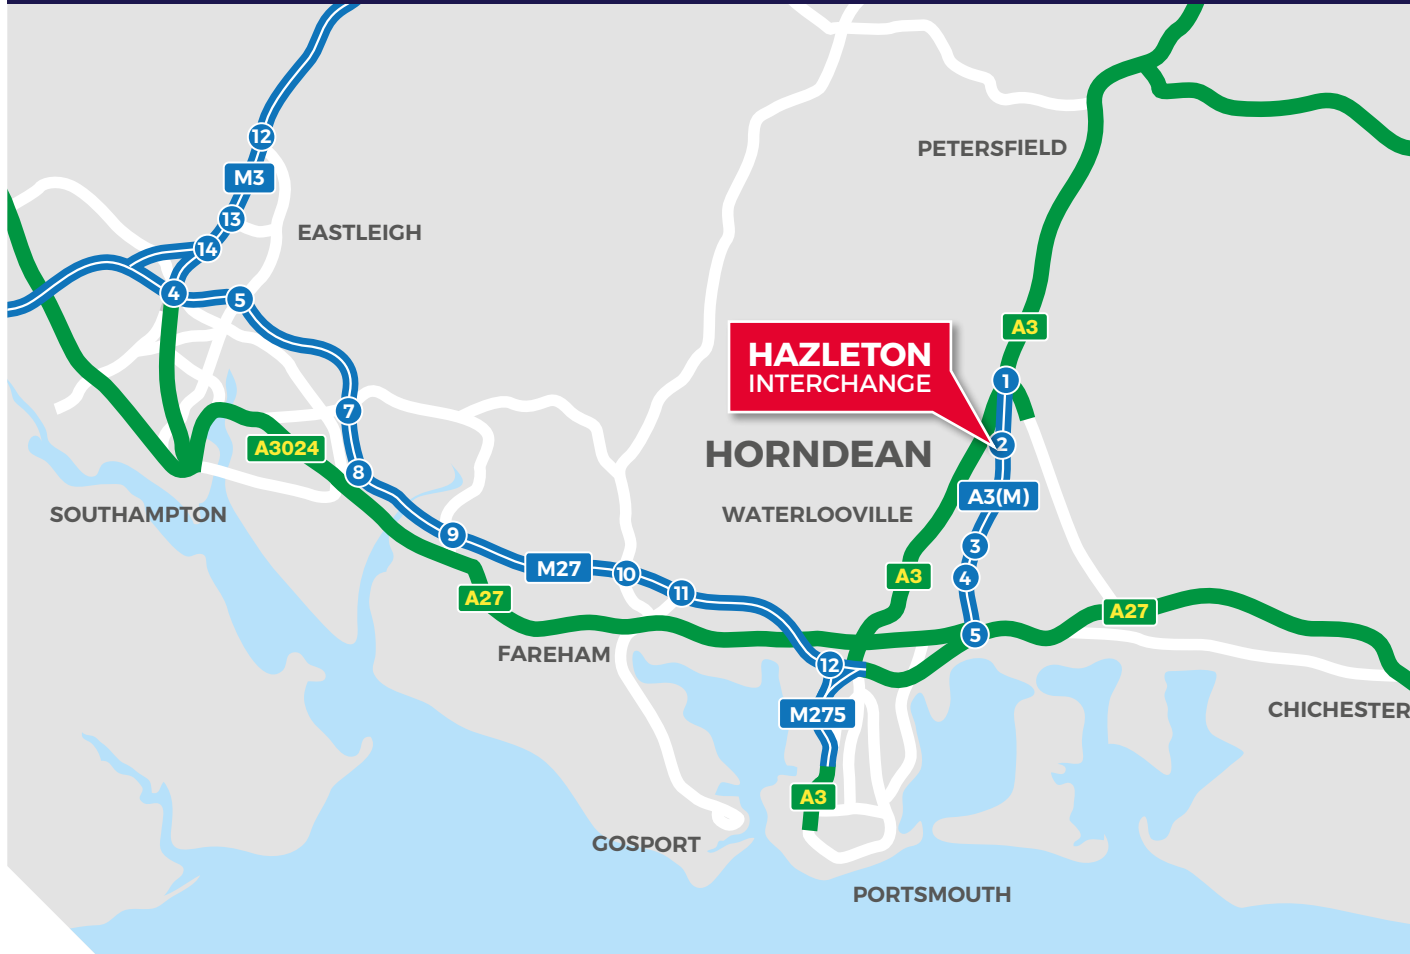 12
M3
PETERSFIELD
13
EASTLEIGH
14
4
5
A3
HAZLETON
INTERCHANGE
1
7
2
HORNDEAN
A3024
8
A3(M)
SOUTHAMPTON
WATERLOOVILLE
9
3
M27
10
A3
4
11
A27
A27
5
FAREHAM
12
CHICHESTER
M275
A3
GOSPORT
PORTSMOUTH